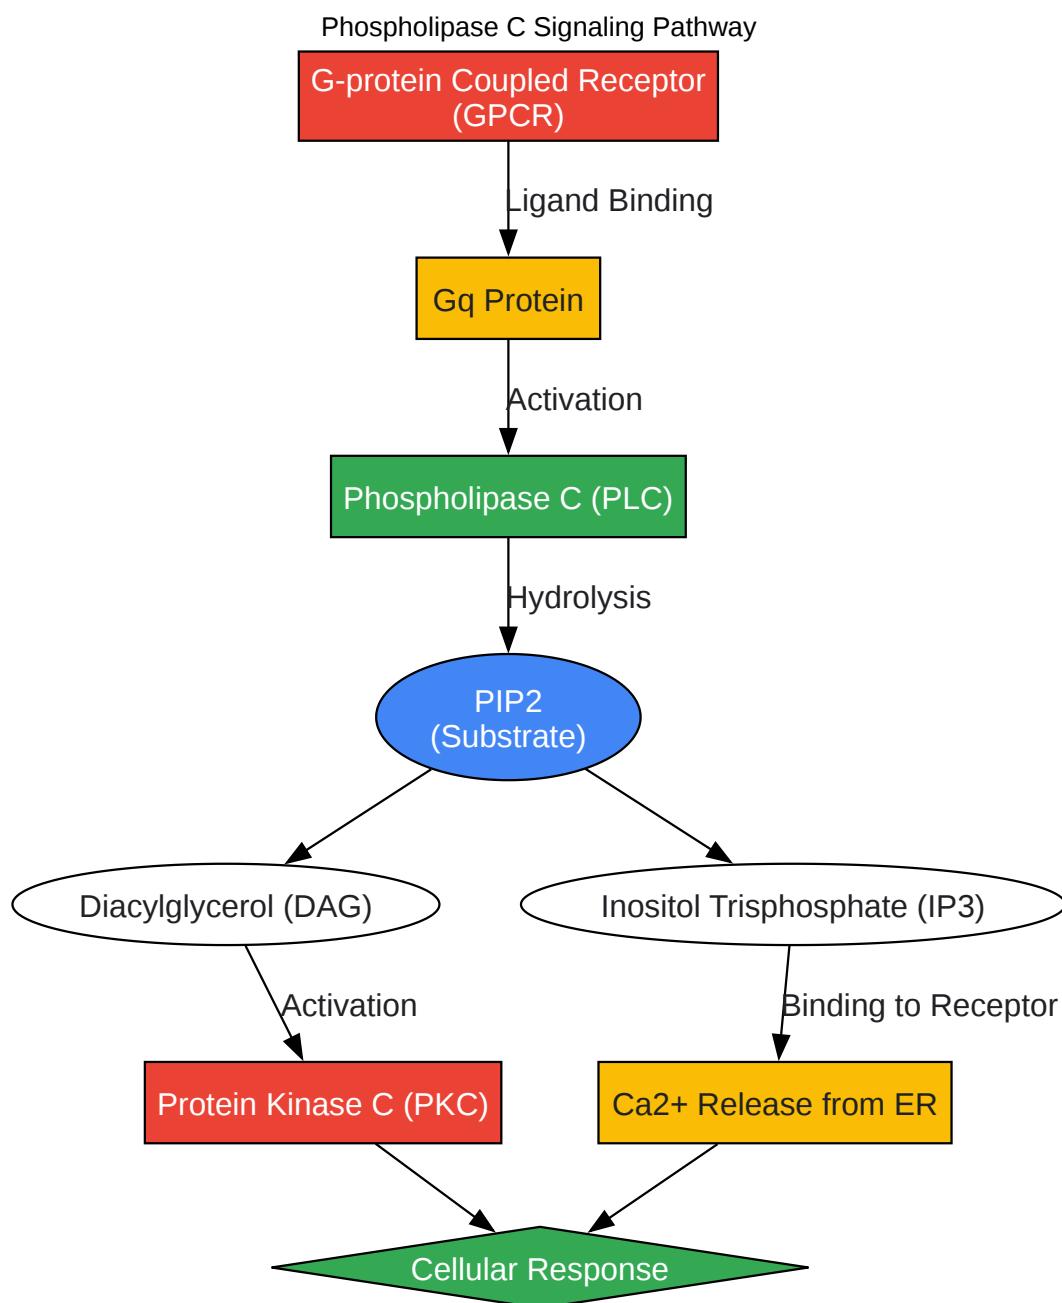 Phospholipase C Signaling Pathway
G-protein Coupled Receptor
(GPCR)
Ligand Binding
Gq Protein
Activation
Phospholipase C (PLC)
Hydrolysis
PIP2
(Substrate)
Diacylglycerol (DAG)
Inositol Trisphosphate (IP3)
Activation
Binding to Receptor
Protein Kinase C (PKC)
Ca2+ Release from ER
Cellular Response